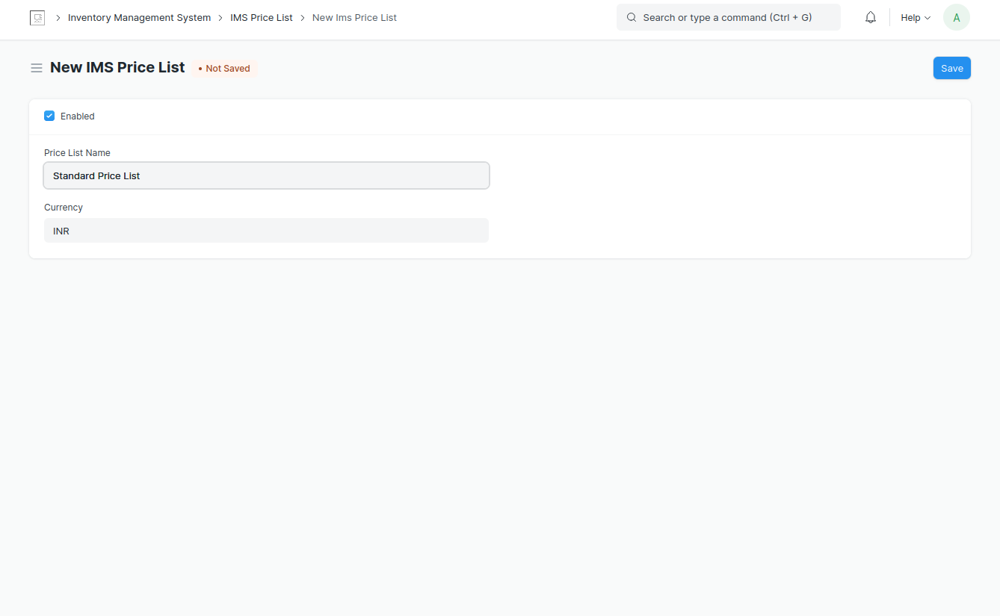 Inventory Management System IMS Price List New Ims Price List Search or type a command (Ctrl + G) Help A
New IMS Price List Not Saved Save
Enabled
Price List Name
Standard Price List
Currency
INR